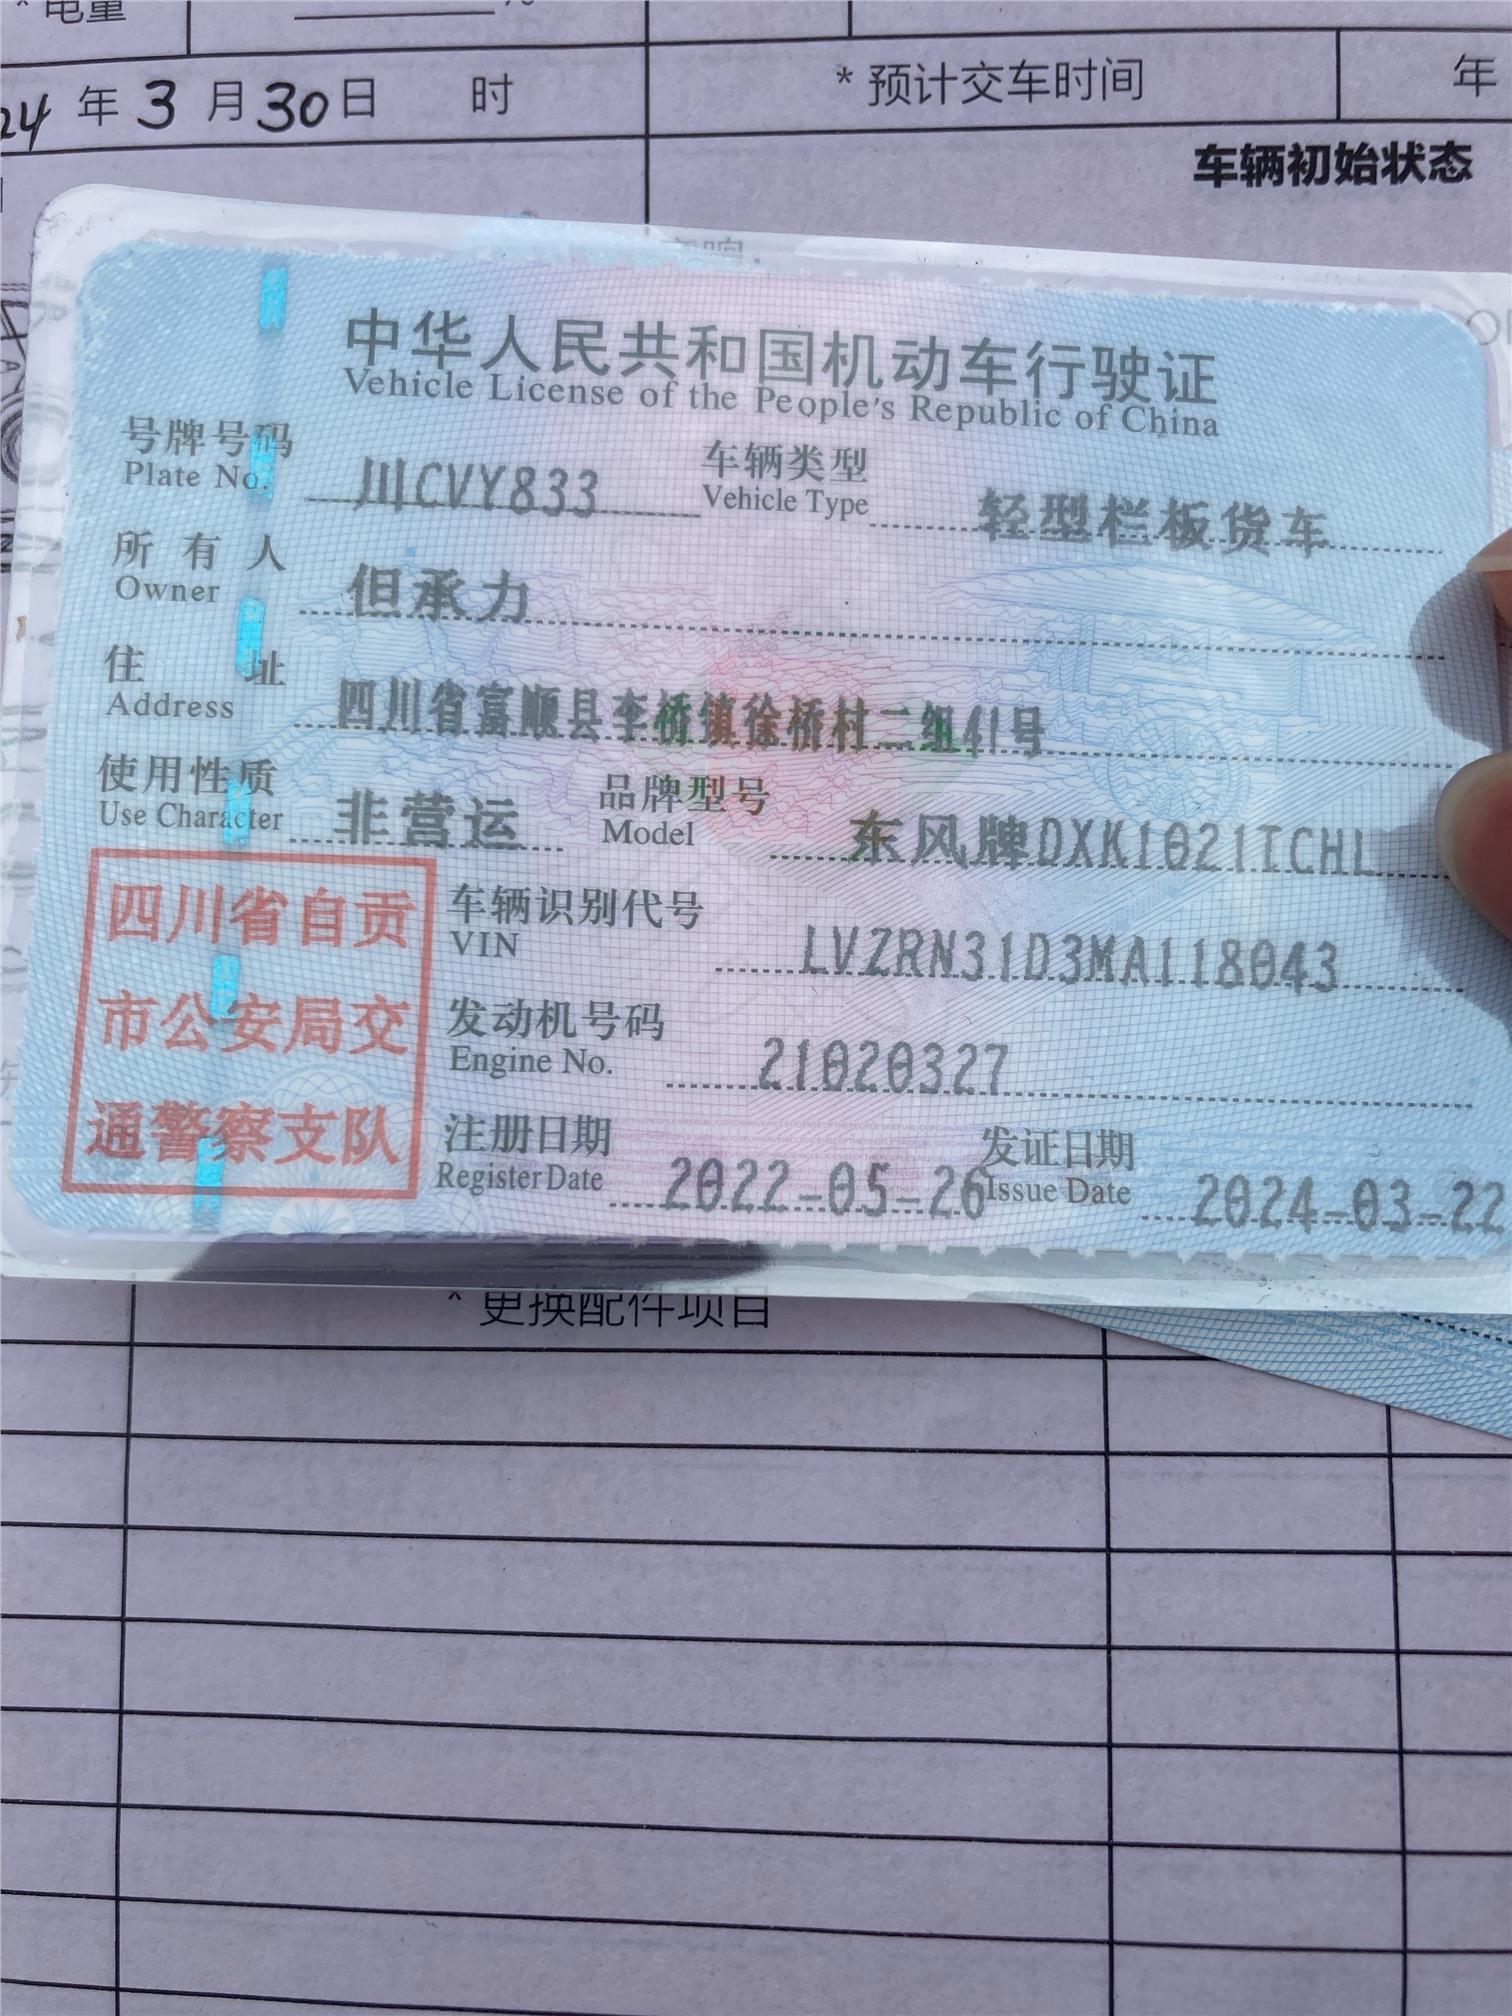 * 电量 %
24 年 3 月 30 日 时 * 预计交车时间 年
车辆初始状态
中华人民共和国机动车行驶证
Vehicle License of the People's Republic of China
号牌号码 川CVY833 车辆类型 轻型栏板货车
Plate No. Vehicle Type
所有人 但承力
Owner
住址 四川省富顺县李桥镇徐桥村二组41号
Address
使用性质 非营运 品牌型号 东风牌DXK1021TCHL
Use Character Model
四川省自贡
市公安局交
通警察支队
车辆识别代号 LVZRN31D3MA118043
VIN
发动机号码 21020327
Engine No.
注册日期 2022-05-26 发证日期 2024-03-22
Register Date Issue Date
* 更换配件项目